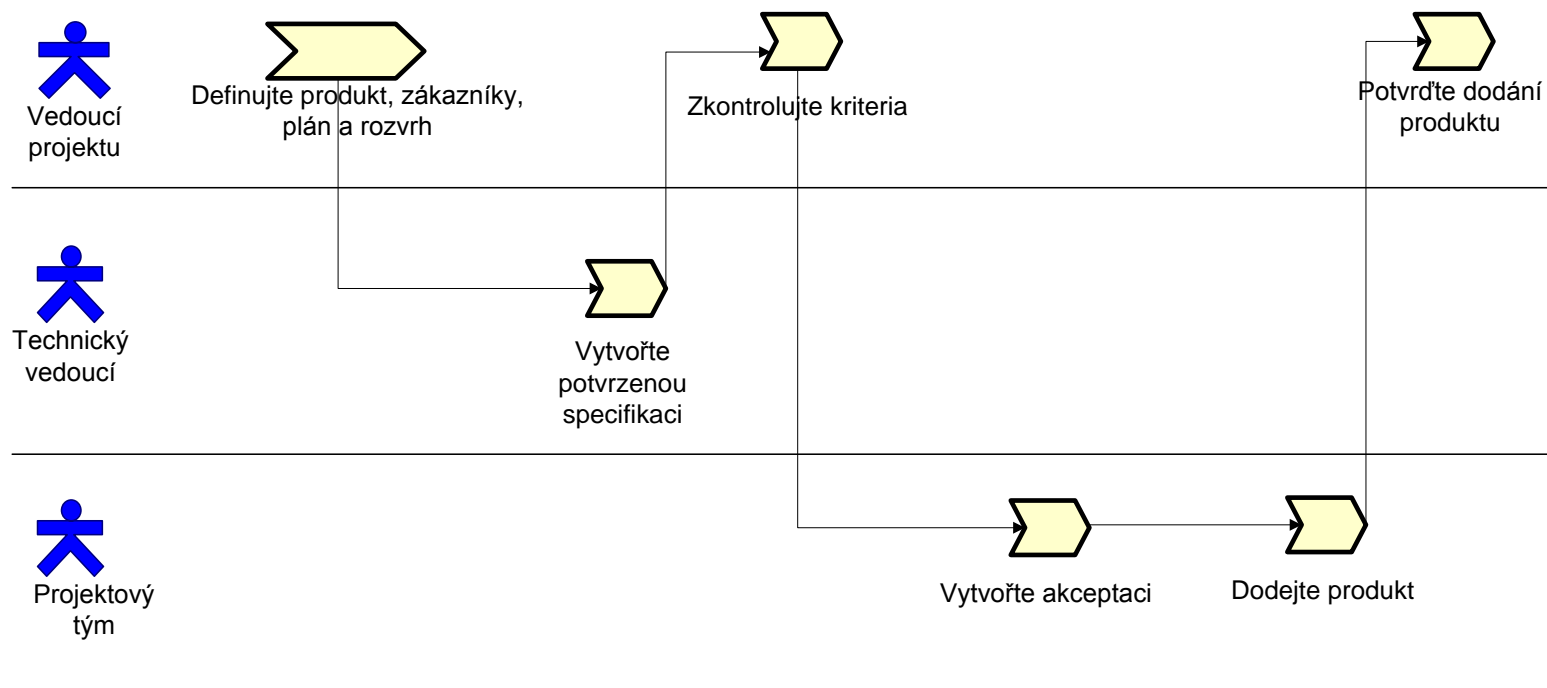 Vedoucí
projektu
Definujte produkt, zákazníky,
plán a rozvrh
Zkontrolujte kriteria
Potvrďte dodání
produktu
Technický
vedoucí
Vytvořte
potvrzenou
specifikaci
Projektový
tým
Vytvořte akceptaci
Dodejte produkt